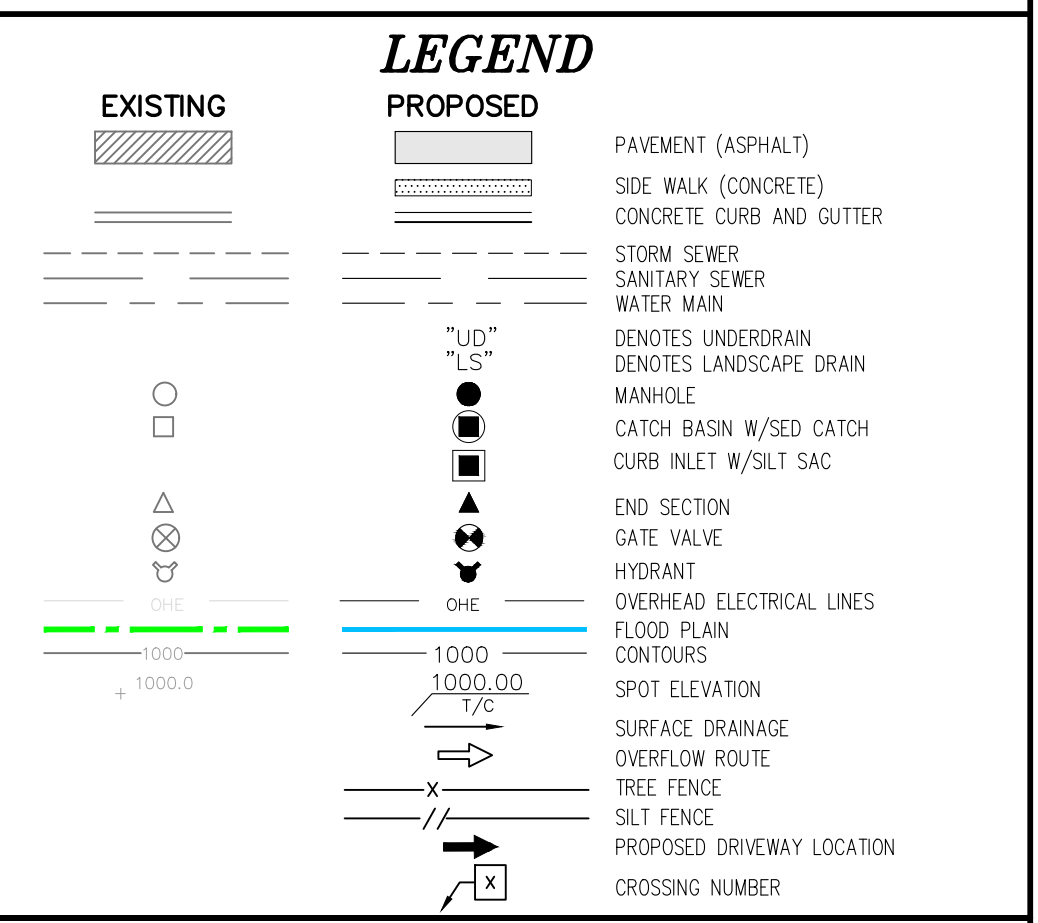 LEGEND
EXISTING PROPOSED
PAVEMENT (ASPHALT)
SIDE WALK (CONCRETE)
CONCRETE CURB AND GUTTER
STORM SEWER
SANITARY SEWER
WATER MAIN
"UD" DENOTES UNDERDRAIN
"LS" DENOTES LANDSCAPE DRAIN
MANHOLE
CATCH BASIN W/SED CATCH
CURB INLET W/SILT SAC
END SECTION
GATE VALVE
HYDRANT
OHE OHE OVERHEAD ELECTRICAL LINES
FLOOD PLAIN
1000 1000 CONTOURS
+ 1000.0 1000.00 SPOT ELEVATION
T/C
SURFACE DRAINAGE
OVERFLOW ROUTE
X TREE FENCE
// SILT FENCE
PROPOSED DRIVEWAY LOCATION
X CROSSING NUMBER